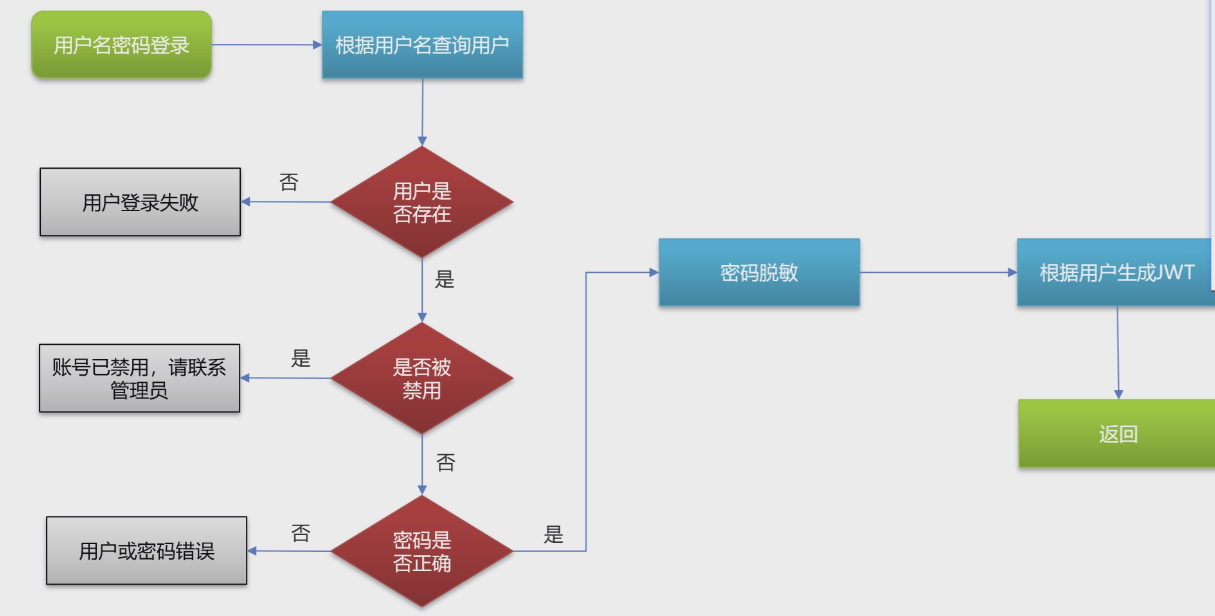 用户名密码登录
根据用户名查询用户
否
用户登录失败
用户是
否存在
是
密码脱敏
根据用户生成JWT
是
账号已禁用，请联系
管理员
是否被
禁用
返回
否
否
用户或密码错误
密码是
否正确
是